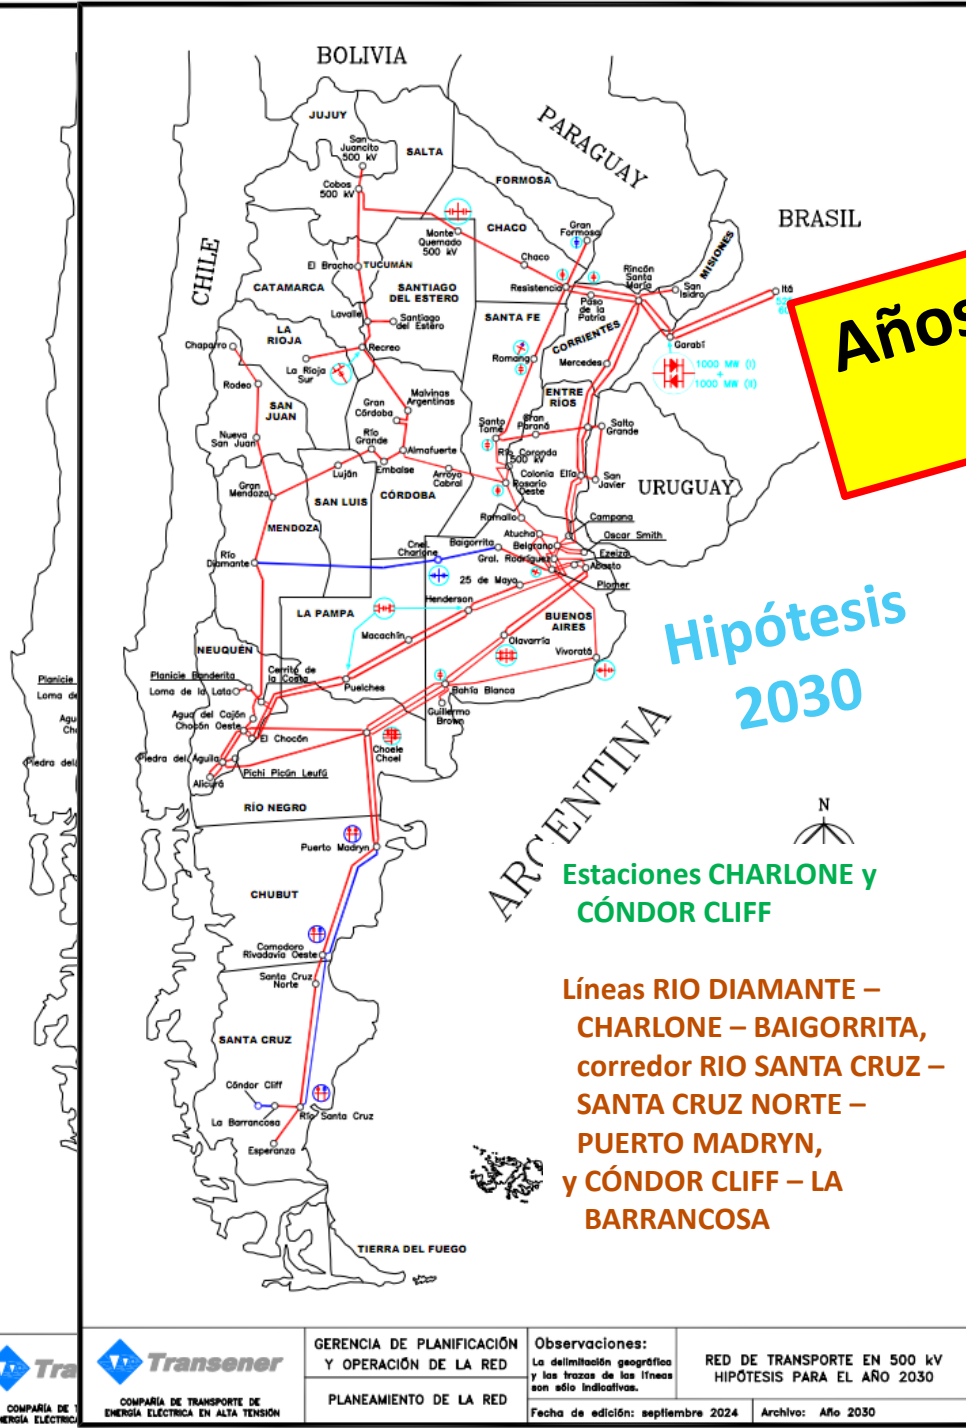 BOLIVIA
PARAGUAY
BRASIL
CHILE
URUGUAY
ARGENTINA
JUJUY
San
Juancito
500 kV
SALTA
FORMOSA
Cobos
500 kV
Monte
Quemado
500 kV
CHACO
Gran
Formosa
MISIONES
Chaco
El Bracho
TUCUMÁN
CATAMARCA
SANTIAGO
DEL ESTERO
Resistencia
Rincón
Santa
María
San
Isidro
Itá
Paso
de la
Patria
Lavalle
Santiago
del Estero
SANTA FE
CORRIENTES
Garabí
LA
RIOJA
Chaparro
Recreo
La Rioja
Sur
Romang
Mercedes
1000 MW (I)
+
1000 MW (II)
Rodeo
SAN
JUAN
Malvinas
Argentinas
Gran
Córdoba
ENTRE
RÍOS
Nueva
San Juan
Río
Grande
Almafuerte
Santo
Tomé
Gran
Paraná
Salto
Grande
Río Coronda
500 kV
Luján
Embalse
Arroyo
Cabral
Rosario
Oeste
Colonia Elía
San
Javier
Gran
Mendoza
SAN LUIS
CÓRDOBA
MENDOZA
Ramallo
Campana
Atucha
Oscar Smith
Río
Diamante
Cnel.
Charlone
Baigorrita
Belgrano
Ezeiza
Gral. Rodríguez
Abasto
25 de Mayo
Plomer
Henderson
LA PAMPA
BUENOS
AIRES
Macachín
Olavarría
Vivoratá
NEUQUÉN
Planicie Banderita
Cerrito de
la Costa
Loma de la Lata
Puelches
Bahía Blanca
Guillermo
Brown
Agua del Cajón
Chocón Oeste
El Chocón
Choele
Choel
Piedra del Aguila
Pichi Picún Leufú
Alicurá
RÍO NEGRO
Puerto Madryn
CHUBUT
Comodoro
Rivadavia Oeste
Santa Cruz
Norte
SANTA CRUZ
Cóndor Cliff
La Barrancosa
Río Santa Cruz
Esperanza
TIERRA DEL FUEGO
N
Años
Hipótesis
2030
Estaciones CHARLONE y
CÓNDOR CLIFF
Líneas RIO DIAMANTE –
CHARLONE – BAIGORRITA,
corredor RIO SANTA CRUZ –
SANTA CRUZ NORTE –
PUERTO MADRYN,
y CÓNDOR CLIFF – LA
BARRANCOSA
Transener
COMPAÑÍA DE TRANSPORTE DE
ENERGÍA ELÉCTRICA EN ALTA TENSIÓN
GERENCIA DE PLANIFICACIÓN
Y OPERACIÓN DE LA RED
PLANEAMIENTO DE LA RED
Observaciones:
La delimitación geográfica
y las trazas de las líneas
son sólo indicativas.
Fecha de edición: septiembre 2024
RED DE TRANSPORTE EN 500 kV
HIPÓTESIS PARA EL AÑO 2030
Archivo: Año 2030